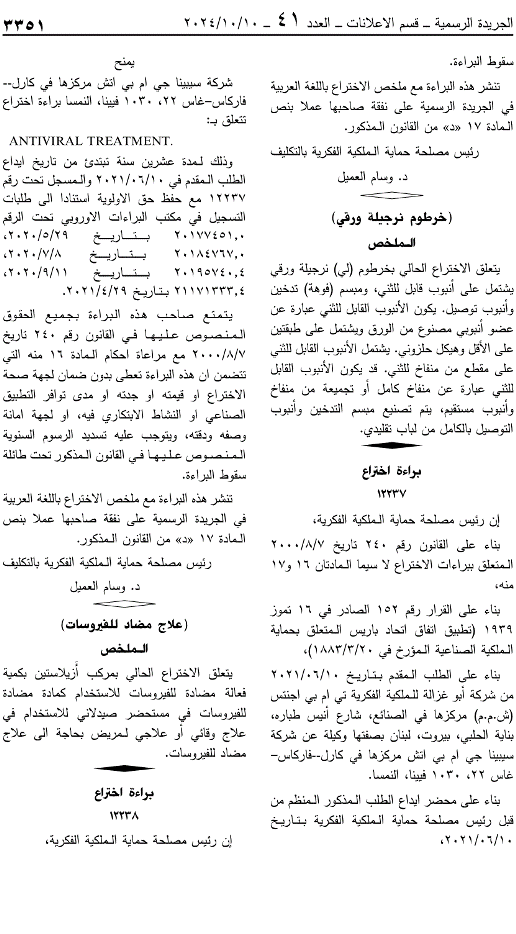 الجريدة الرسمية ــ قسم الاعلانات ــ العدد ٤١ ــ ٢٠٢٤/١٠/١٠
٣٣٥١
سقوط البراءة.
تنشر هذه البراءة مع ملخص الاختراع باللغة العربية
في الجريدة الرسمية على نفقة صاحبها عملا بنص
المادة ١٧ «د» من القانون المذكور.
رئيس مصلحة حماية الملكية الفكرية بالتكليف
د. وسام العميل
(خرطوم نرجيلة ورقي)
الملخص
يتعلق الاختراع الحالي بخرطوم (لي) نرجيلة ورقي
يشتمل على أنبوب قابل للثني، ومبسم (فوهة) تدخين
وأنبوب توصيل. يكون الأنبوب القابل للثني عبارة عن
عضو أنبوبي مصنوع من الورق ويشتمل على طبقتين
على الأقل وهيكل حلزوني. يشتمل الأنبوب القابل للثني
على مقطع من منفاخ للثني. قد يكون الأنبوب القابل
للثني عبارة عن منفاخ كامل أو تجميعة من منفاخ
وأنبوب مستقيم، يتم تصنيع مبسم التدخين وأنبوب
التوصيل بالكامل من لباب تقليدي.
براءة اختراع
١٢٢٣٧
إن رئيس مصلحة حماية الملكية الفكرية،
بناء على القانون رقم ٢٤٠ تاريخ ٢٠٠٠/٨/٧
المتعلق ببراءات الاختراع لا سيما المادتان ١٦ و١٧
منه،
بناء على القرار رقم ١٥٢ الصادر في ١٦ تموز
١٩٣٩ (تطبيق اتفاق اتحاد باريس المتعلق بحماية
الملكية الصناعية المؤرخ في ١٨٨٣/٣/٢٠)،
بناء على الطلب المقدم بتاريخ ٢٠٢١/٠٦/١٠
من شركة أبو غزالة للملكية الفكرية تي ام بي اجنتس
(ش.م.م) مركزها في الصنائع، شارع أنيس طباره،
بناية الحلبي، بيروت، لبنان بصفتها وكيلة عن شركة
سيبينا جي ام بي اتش مركزها في كارل--فاركاس–
غاس ٢٢، ١٠٣٠ فيينا، النمسا.
بناء على محضر ايداع الطلب المذكور المنظم من
قبل رئيس مصلحة حماية الملكية الفكرية بتاريخ
٢٠٢١/٠٦/١٠،
يمنح
شركة سيبينا جي ام بي اتش مركزها في كارل--
فاركاس–غاس ٢٢، ١٠٣٠ فيينا، النمسا براءة اختراع
تتعلق بـ:
ANTIVIRAL TREATMENT.
وذلك لمدة عشرين سنة تبتدئ من تاريخ ايداع
الطلب المقدم في ٢٠٢١/٠٦/١٠ والمسجل تحت رقم
١٢٢٣٧ مع حفظ حق الاولوية استنادا الى طلبات
التسجيل في مكتب البراءات الاوروبي تحت الرقم
٢٠١٧٧٤٥١,٠ بتاريخ ٢٠٢٠/٥/٢٩،
٢٠١٨٤٧٦٧,٠ بتاريخ ٢٠٢٠/٧/٨،
٢٠١٩٥٧٤٠,٤ بتاريخ ٢٠٢٠/٩/١١،
٢١١٧١٣٣٣,٤ بتاريخ ٢٠٢١/٤/٢٩.
يتمتع صاحب هذه البراءة بجميع الحقوق
المنصوص عليها في القانون رقم ٢٤٠ تاريخ
٢٠٠٠/٨/٧ مع مراعاة احكام المادة ١٦ منه التي
تتضمن ان هذه البراءة تعطى بدون ضمان لجهة صحة
الاختراع او قيمته او جدته او مدى توافر التطبيق
الصناعي او النشاط الابتكاري فيه، او لجهة امانة
وصفه ودقته، ويتوجب عليه تسديد الرسوم السنوية
المنصوص عليها في القانون المذكور تحت طائلة
سقوط البراءة.
تنشر هذه البراءة مع ملخص الاختراع باللغة العربية
في الجريدة الرسمية على نفقة صاحبها عملا بنص
المادة ١٧ «د» من القانون المذكور.
رئيس مصلحة حماية الملكية الفكرية بالتكليف
د. وسام العميل
(علاج مضاد للفيروسات)
الملخص
يتعلق الاختراع الحالي بمركب أزيلاستين بكمية
فعالة مضادة للفيروسات للاستخدام كمادة مضادة
للفيروسات في مستحضر صيدلاني للاستخدام في
علاج وقائي أو علاجي لمريض بحاجة الى علاج
مضاد للفيروسات.
براءة اختراع
١٢٢٣٨
إن رئيس مصلحة حماية الملكية الفكرية،